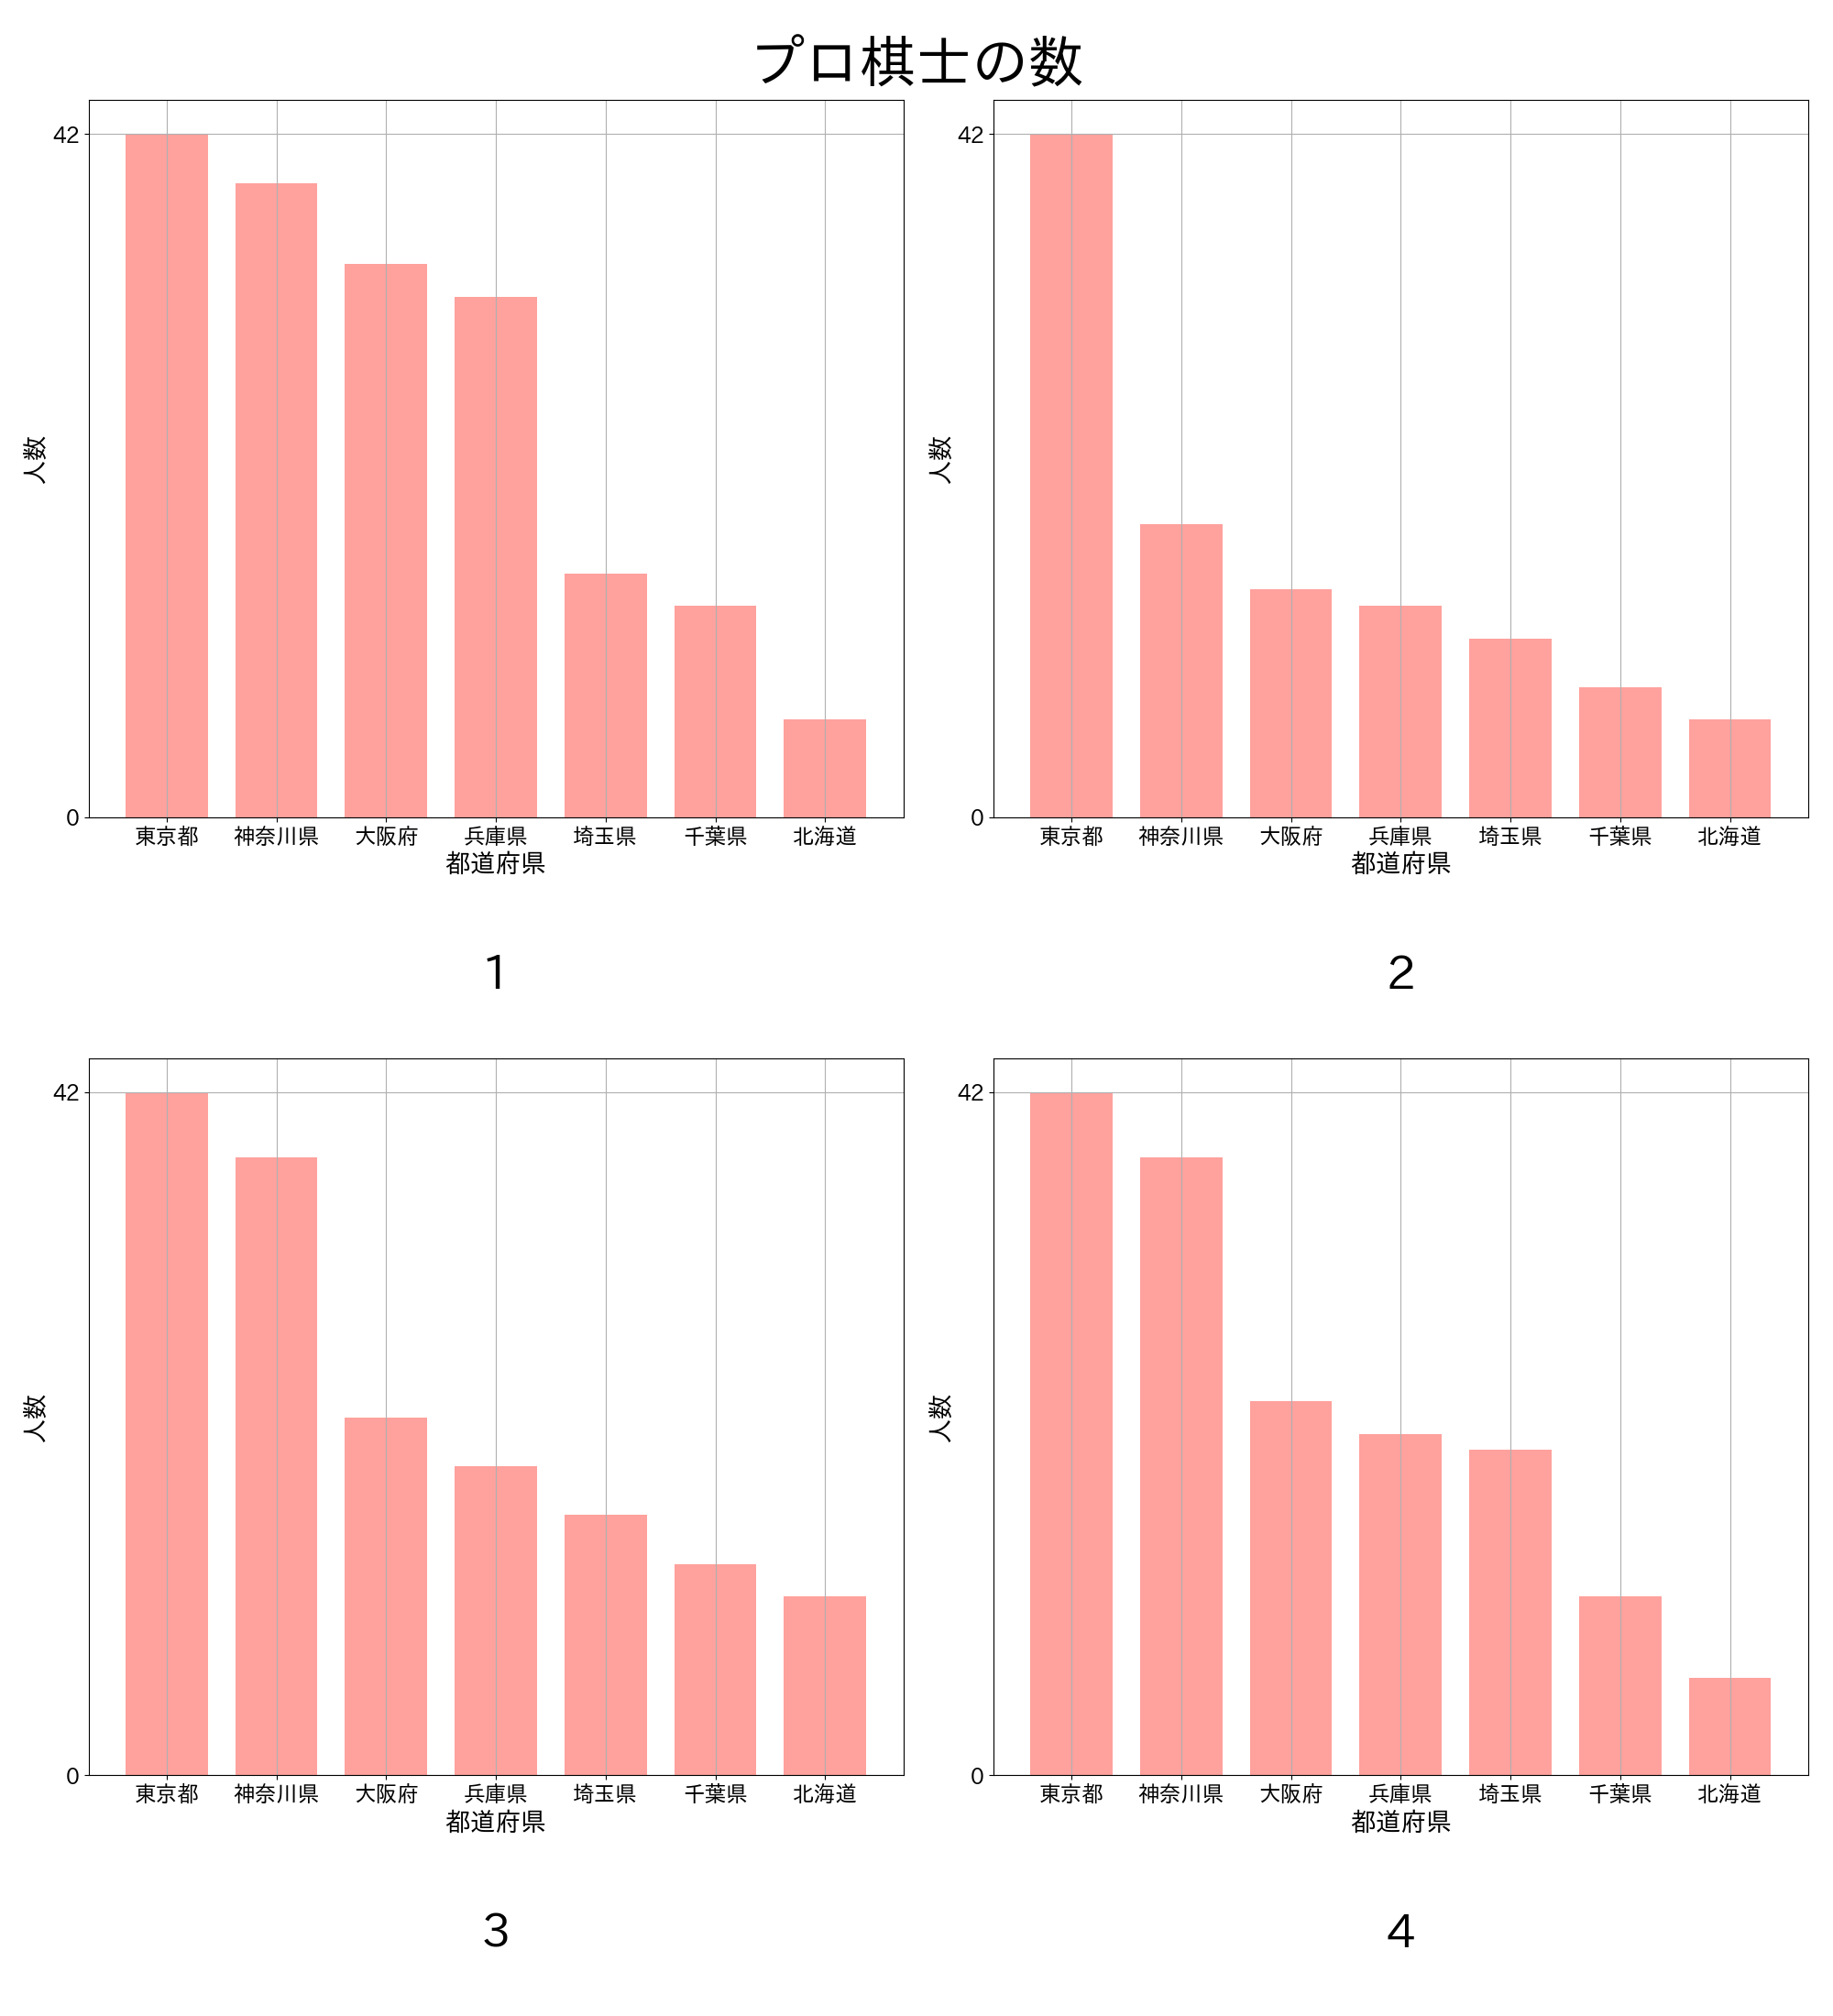 プロ棋士の数
42
0
人数
東京都 神奈川県 大阪府 兵庫県 埼玉県 千葉県 北海道
都道府県
1
42
0
人数
東京都 神奈川県 大阪府 兵庫県 埼玉県 千葉県 北海道
都道府県
2
42
0
人数
東京都 神奈川県 大阪府 兵庫県 埼玉県 千葉県 北海道
都道府県
3
42
0
人数
東京都 神奈川県 大阪府 兵庫県 埼玉県 千葉県 北海道
都道府県
4